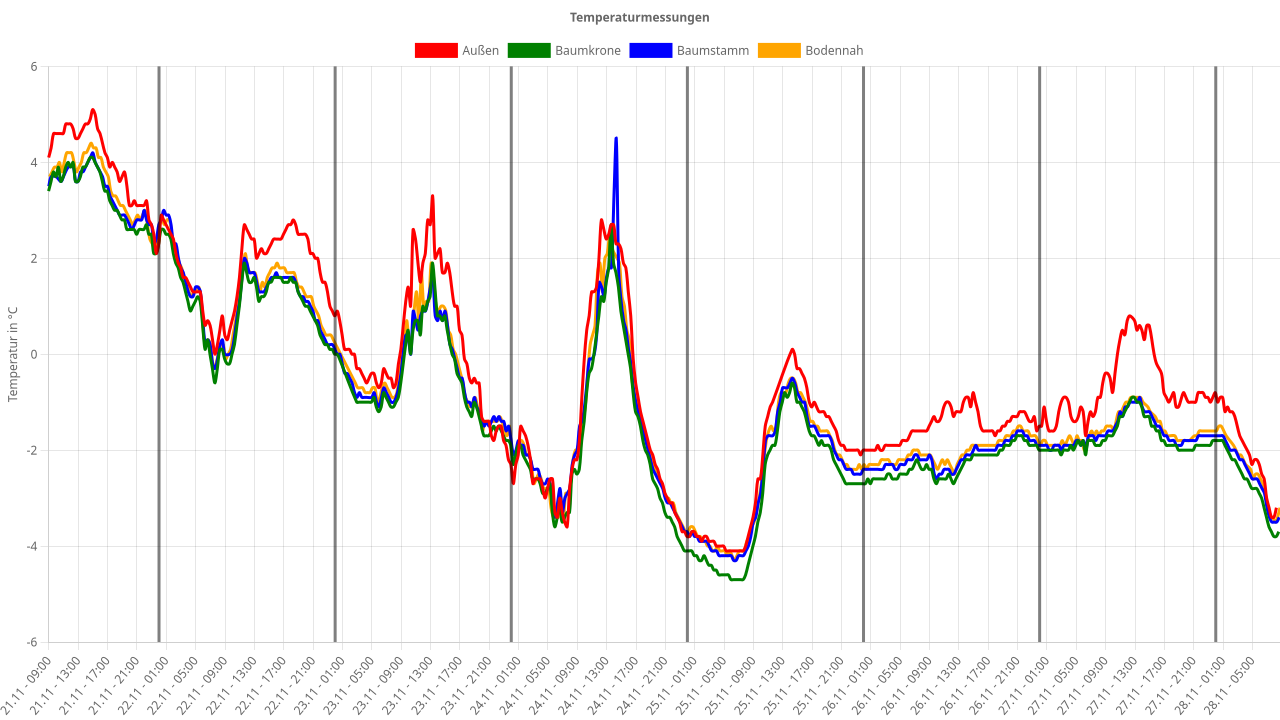 Temperaturmessungen
Außen Baumkrone Baumstamm Bodennah
Temperatur in °C
6
4
2
0
-2
-4
-6
21.11 - 09:00
21.11 - 13:00
21.11 - 17:00
21.11 - 21:00
22.11 - 01:00
22.11 - 05:00
22.11 - 09:00
22.11 - 13:00
22.11 - 17:00
22.11 - 21:00
23.11 - 01:00
23.11 - 05:00
23.11 - 09:00
23.11 - 13:00
23.11 - 17:00
23.11 - 21:00
24.11 - 01:00
24.11 - 05:00
24.11 - 09:00
24.11 - 13:00
24.11 - 17:00
24.11 - 21:00
25.11 - 01:00
25.11 - 05:00
25.11 - 09:00
25.11 - 13:00
25.11 - 17:00
25.11 - 21:00
26.11 - 01:00
26.11 - 05:00
26.11 - 09:00
26.11 - 13:00
26.11 - 17:00
26.11 - 21:00
27.11 - 01:00
27.11 - 05:00
27.11 - 09:00
27.11 - 13:00
27.11 - 17:00
27.11 - 21:00
28.11 - 01:00
28.11 - 05:00